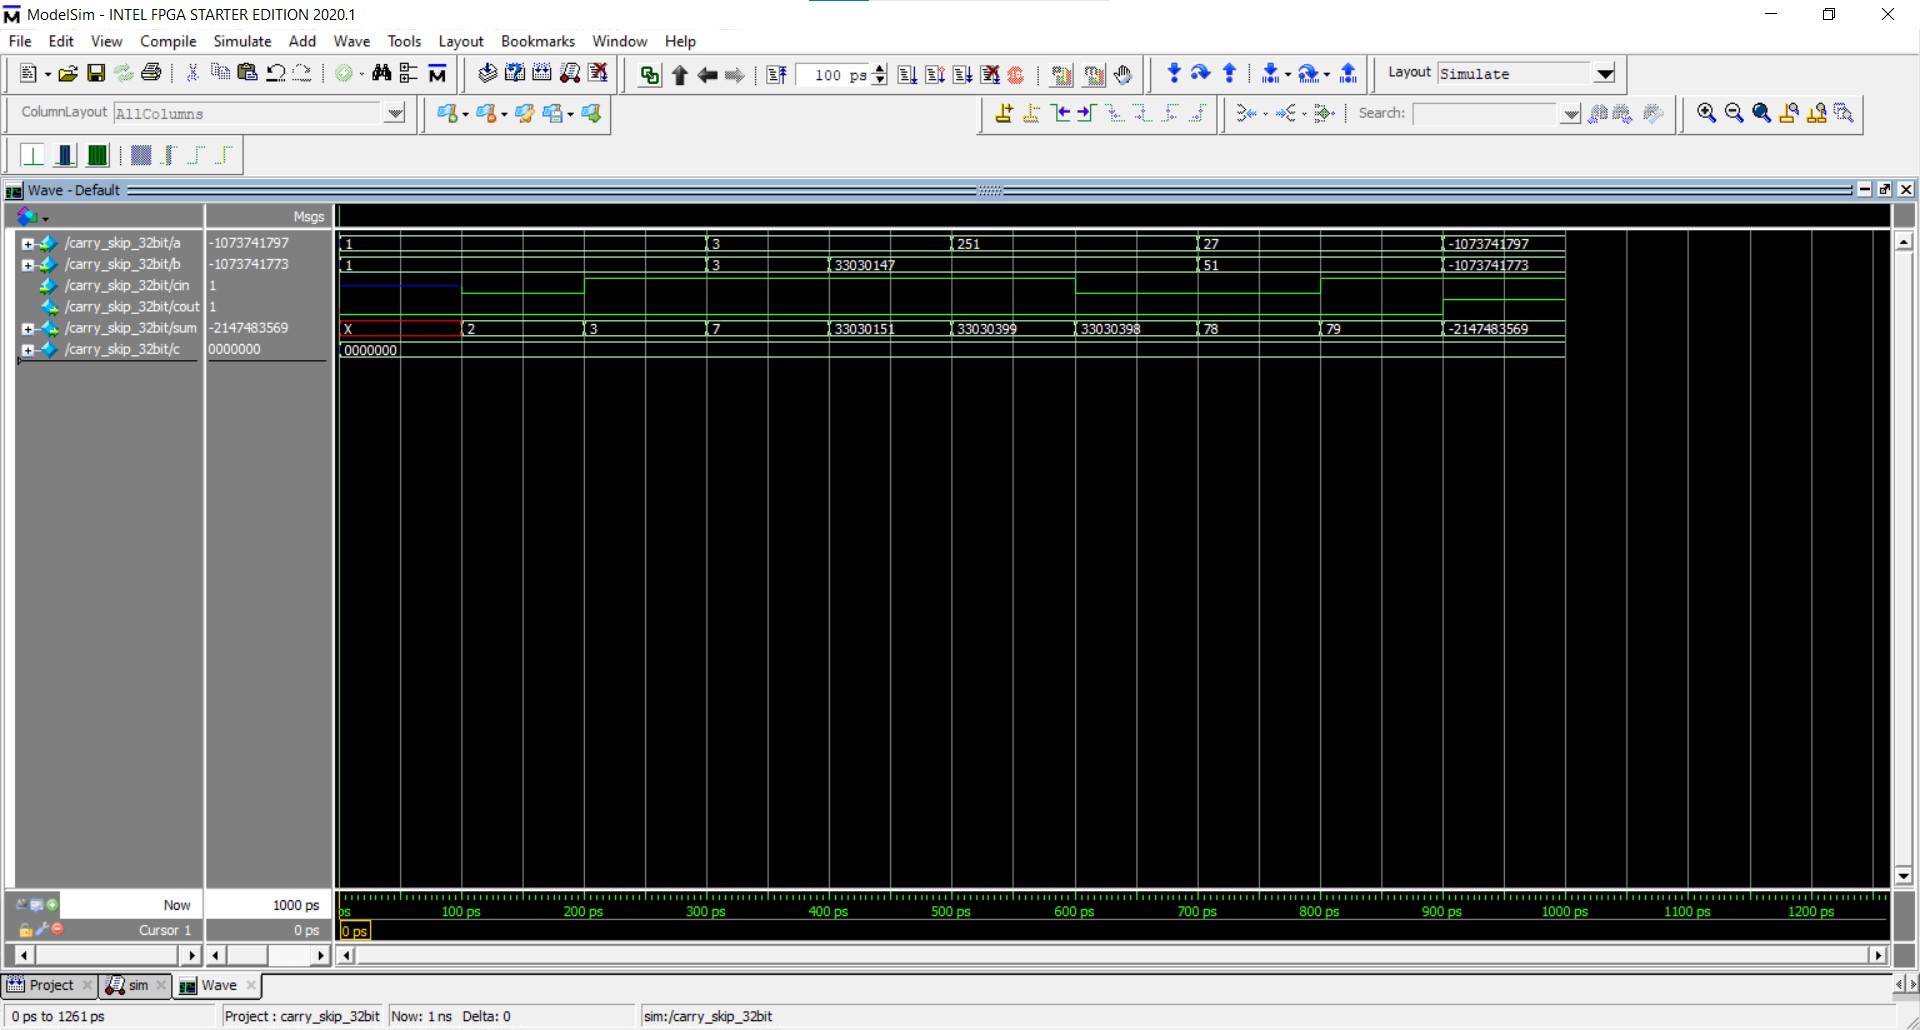 ModelSim - INTEL FPGA STARTER EDITION 2020.1
File Edit View Compile Simulate Add Wave Tools Layout Bookmarks Window Help
100 ps Layout Simulate
ColumnLayout AllColumns Search:
Wave - Default
Msgs
/carry_skip_32bit/a -1073741797 1 3 251 27 -1073741797
/carry_skip_32bit/b -1073741773 1 3 33030147 51 -1073741773
/carry_skip_32bit/cin 1
/carry_skip_32bit/cout 1
/carry_skip_32bit/sum -2147483569 X 2 3 7 33030151 33030399 33030398 78 79 -2147483569
/carry_skip_32bit/c 0000000 0000000
Now 1000 ps ps 100 ps 200 ps 300 ps 400 ps 500 ps 600 ps 700 ps 800 ps 900 ps 1000 ps 1100 ps 1200 ps
Cursor 1 0 ps 0 ps
Project sim Wave
0 ps to 1261 ps Project : carry_skip_32bit Now: 1 ns Delta: 0 sim:/carry_skip_32bit